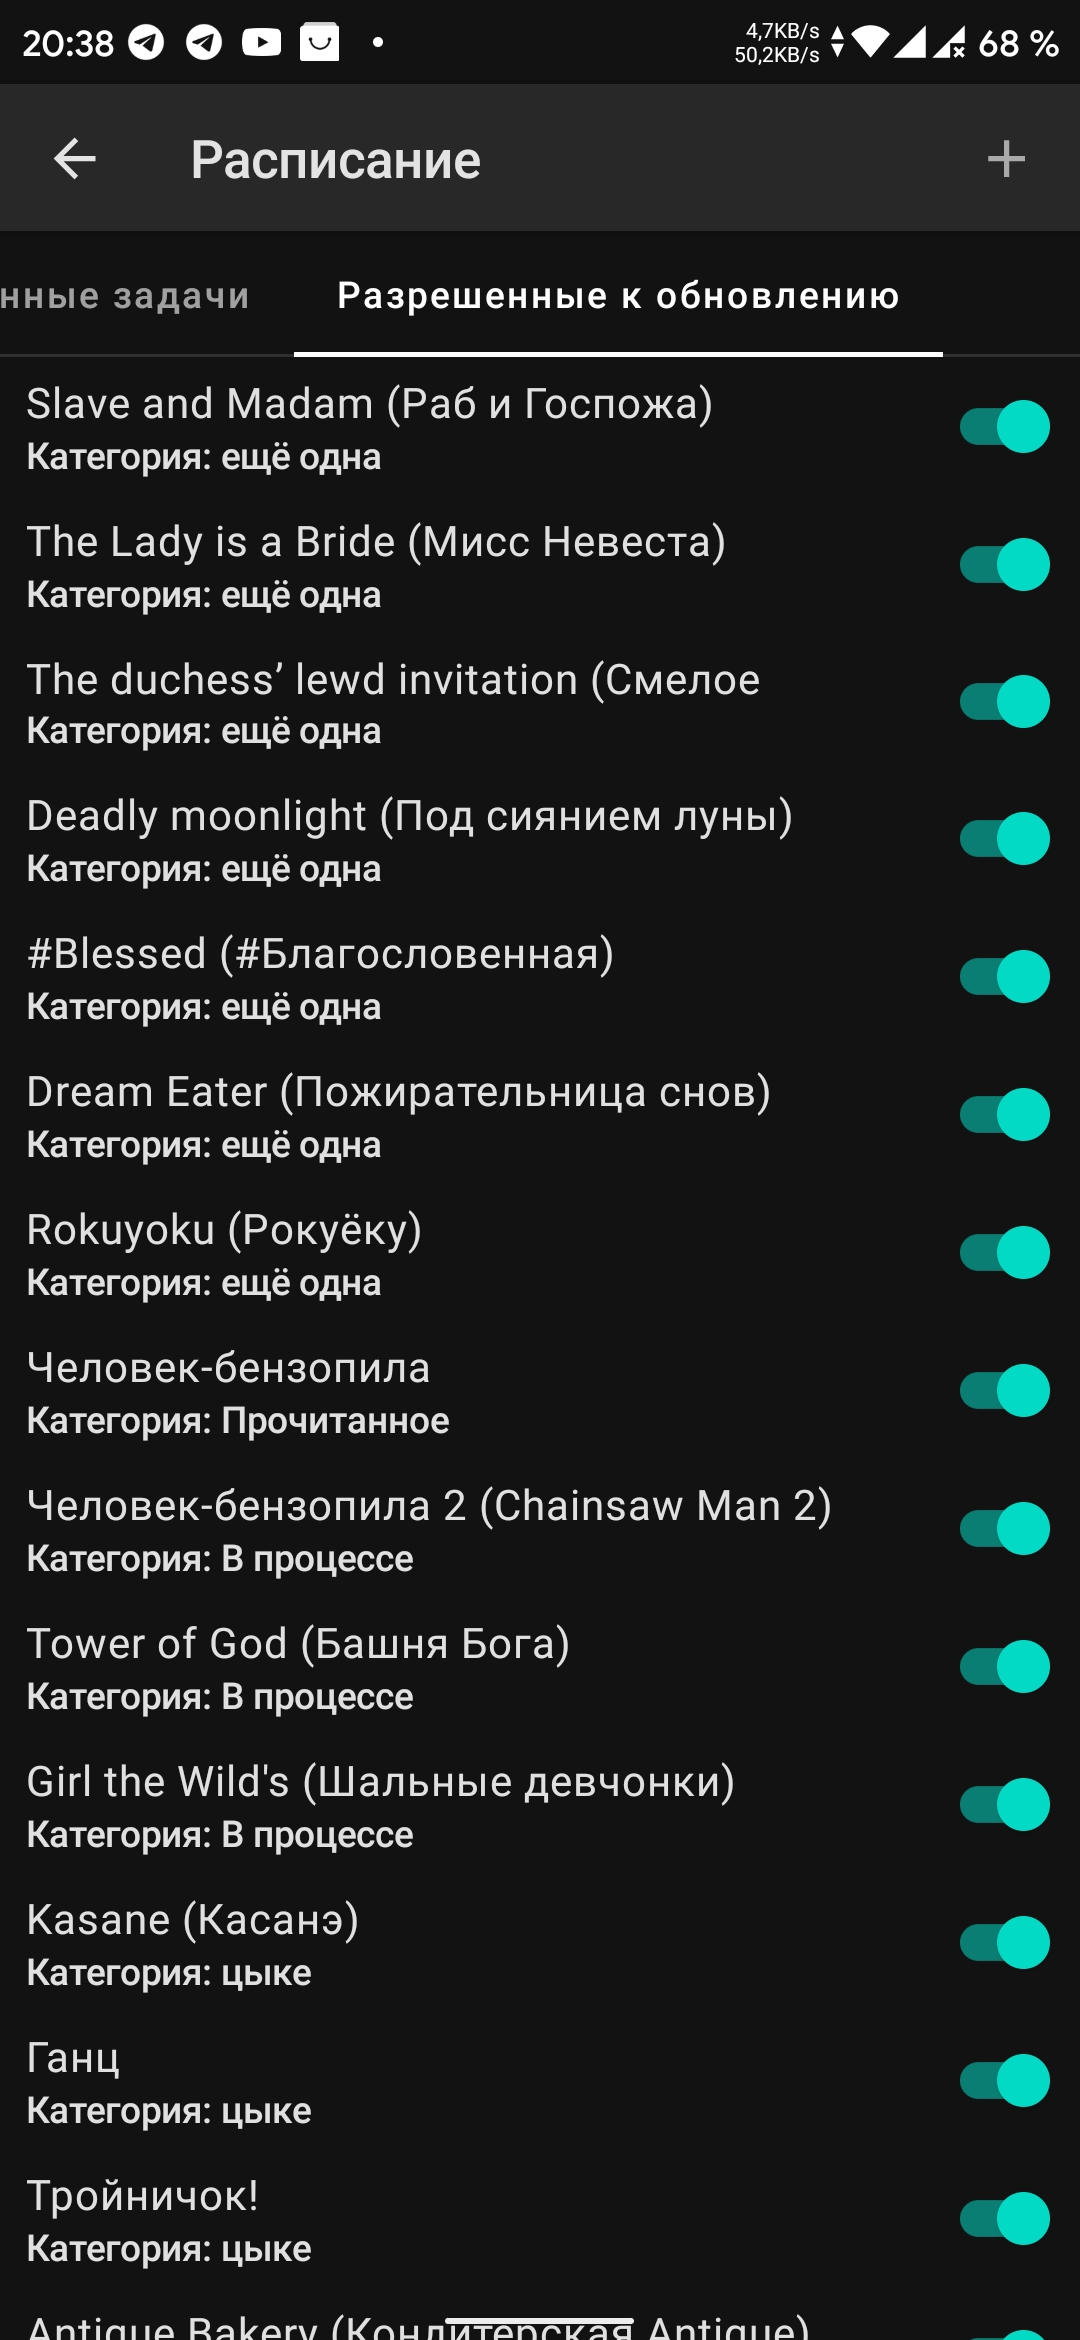 20:38
4,7KB/s
50,2KB/s
68 %
Расписание
нные задачи
Разрешенные к обновлению
Slave and Madam (Раб и Госпожа)
Категория: ещё одна
The Lady is a Bride (Мисс Невеста)
Категория: ещё одна
The duchess’ lewd invitation (Смелое
Категория: ещё одна
Deadly moonlight (Под сиянием луны)
Категория: ещё одна
#Blessed (#Благословенная)
Категория: ещё одна
Dream Eater (Пожирательница снов)
Категория: ещё одна
Rokuyoku (Рокуёку)
Категория: ещё одна
Человек-бензопила
Категория: Прочитанное
Человек-бензопила 2 (Chainsaw Man 2)
Категория: В процессе
Tower of God (Башня Бога)
Категория: В процессе
Girl the Wild's (Шальные девчонки)
Категория: В процессе
Kasane (Касанэ)
Категория: цыке
Ганц
Категория: цыке
Тройничок!
Категория: цыке
Antique Bakery (Кондитерская Antique)